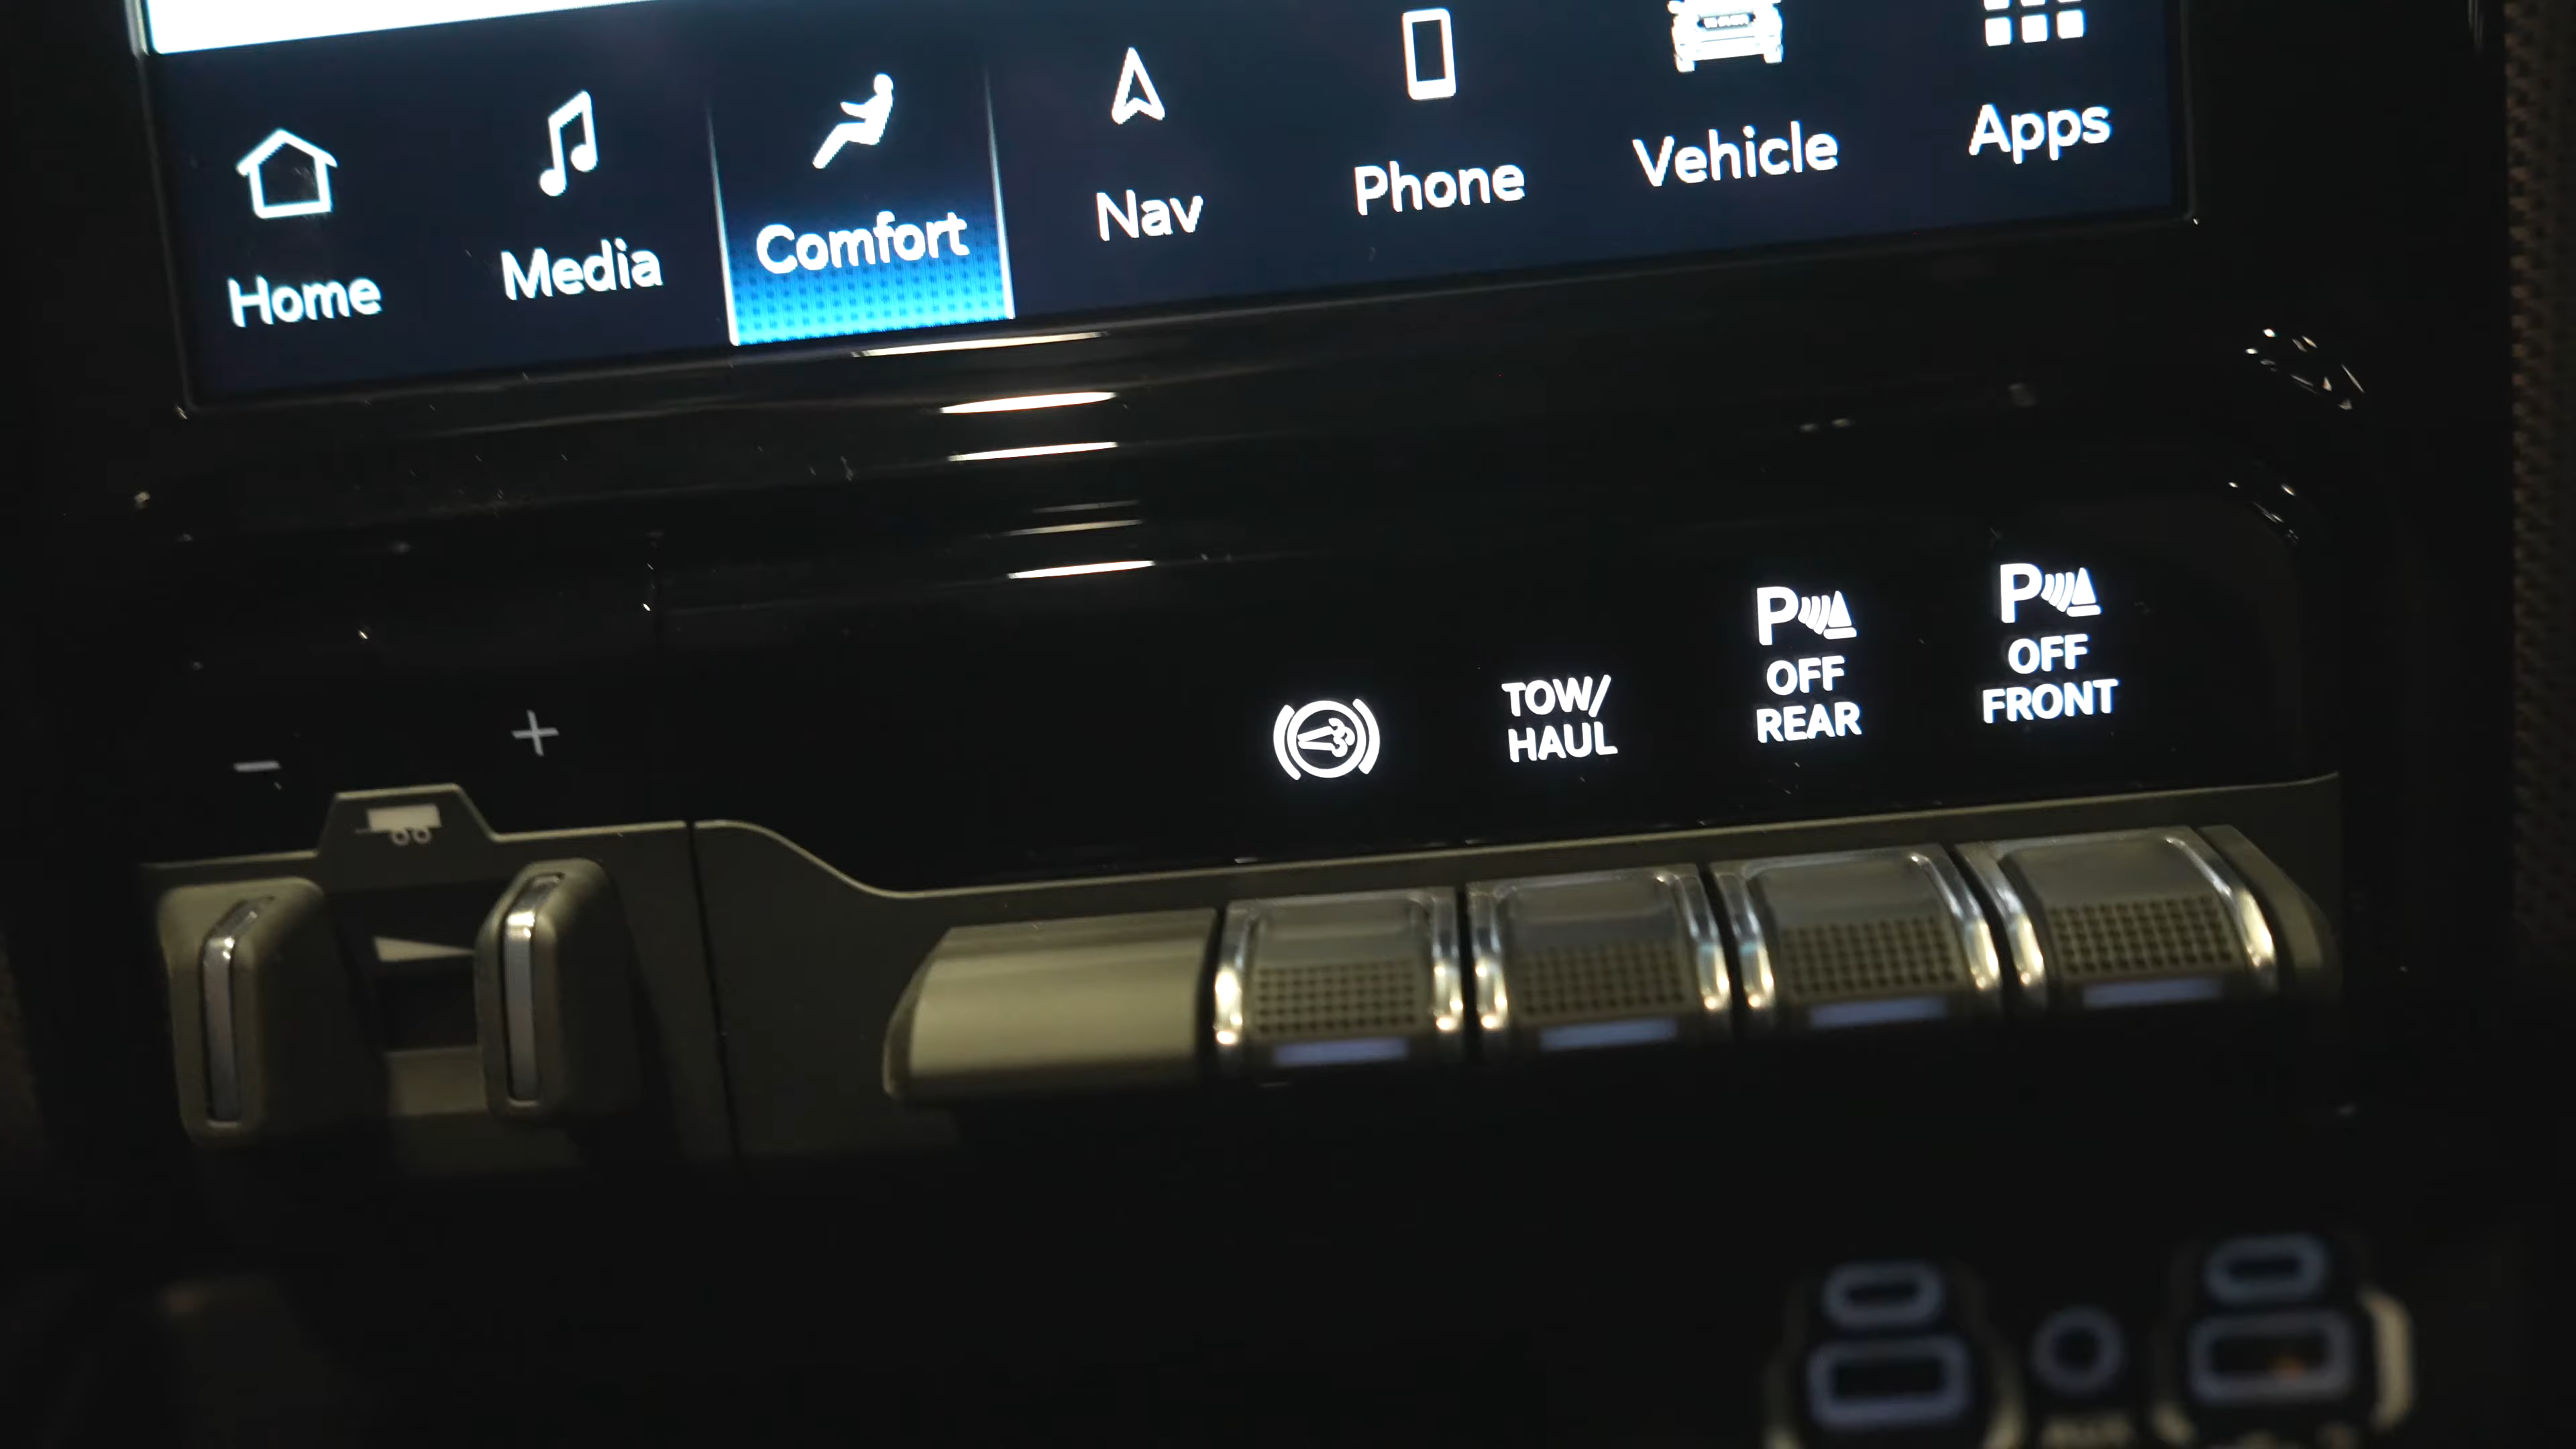 Home
Media
Comfort
Nav
Phone
Vehicle
Apps
TOW/
HAUL
P
OFF
REAR
P
OFF
FRONT